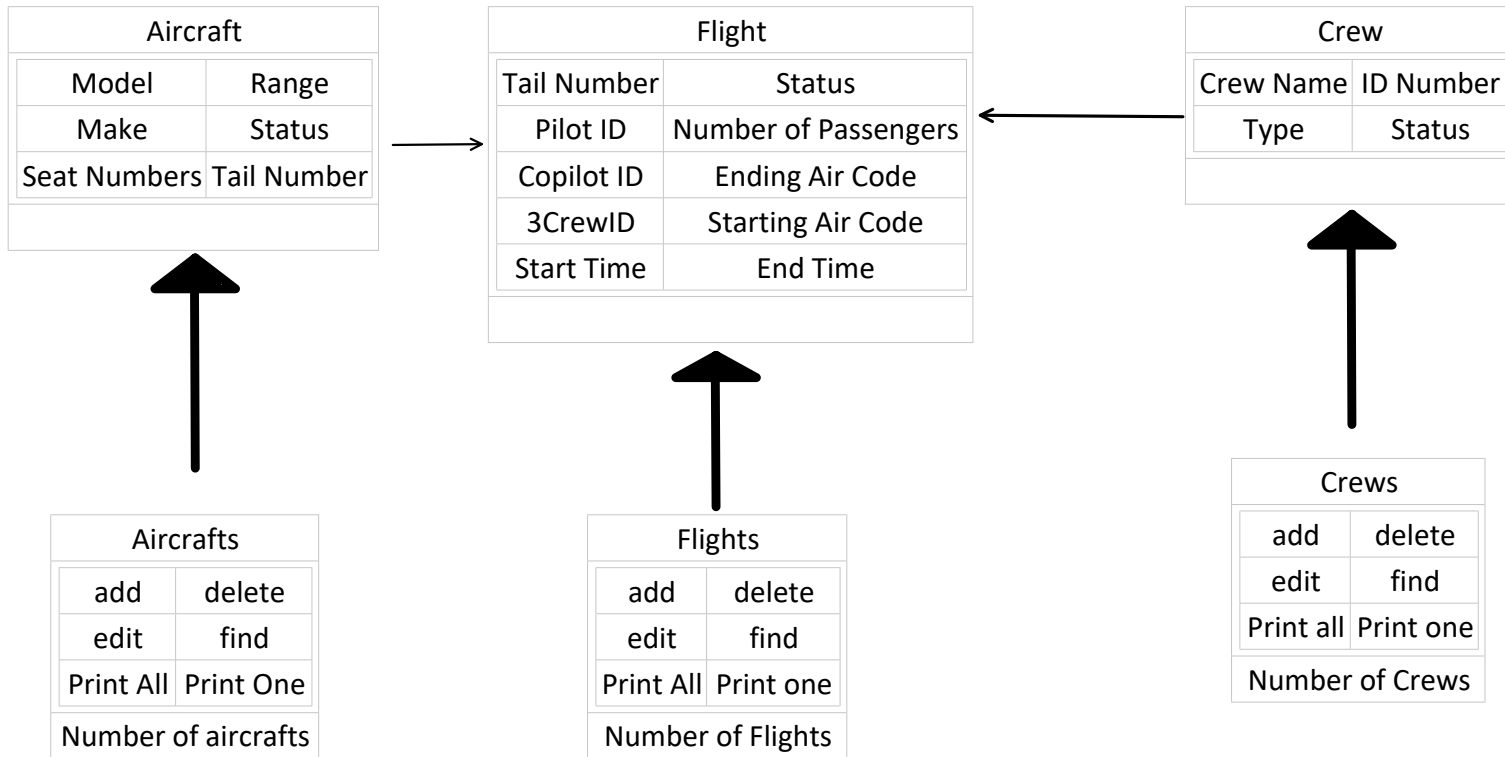 Aircraft
Model Range
Make Status
Seat Numbers Tail Number
Flight
Tail Number Status
Pilot ID Number of Passengers
Copilot ID Ending Air Code
3CrewID Starting Air Code
Start Time End Time
Crew
Crew Name ID Number
Type Status
Aircrafts
add delete
edit find
Print All Print One
Number of aircrafts
Flights
add delete
edit find
Print All Print one
Number of Flights
Crews
add delete
edit find
Print all Print one
Number of Crews